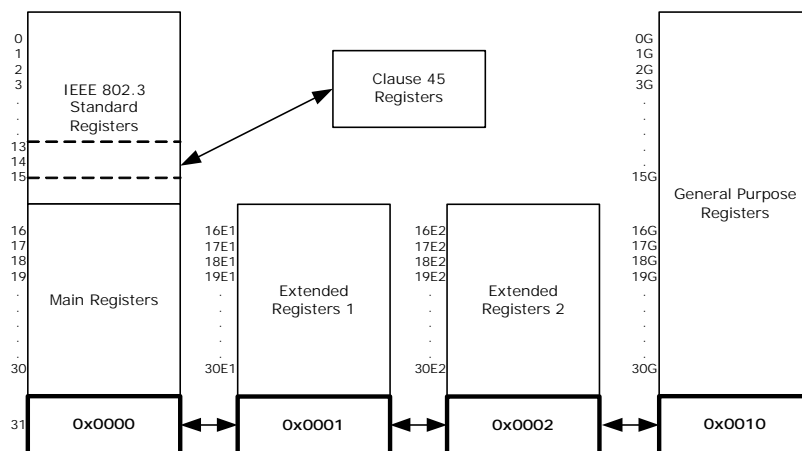 0
1
2
3
.
.
.
13
14
15
IEEE 802.3
Standard
Registers
Clause 45
Registers
0G
1G
2G
3G
.
.
.
.
.
15G
16G
17G
18G
19G
.
.
.
.
.
30G
General Purpose
Registers
16
17
18
19
.
.
.
.
.
30
Main Registers
16E1
17E1
18E1
19E1
.
.
.
.
.
30E1
Extended
Registers 1
16E2
17E2
18E2
19E2
.
.
.
.
.
30E2
Extended
Registers 2
31
0x0000
0x0001
0x0002
0x0010